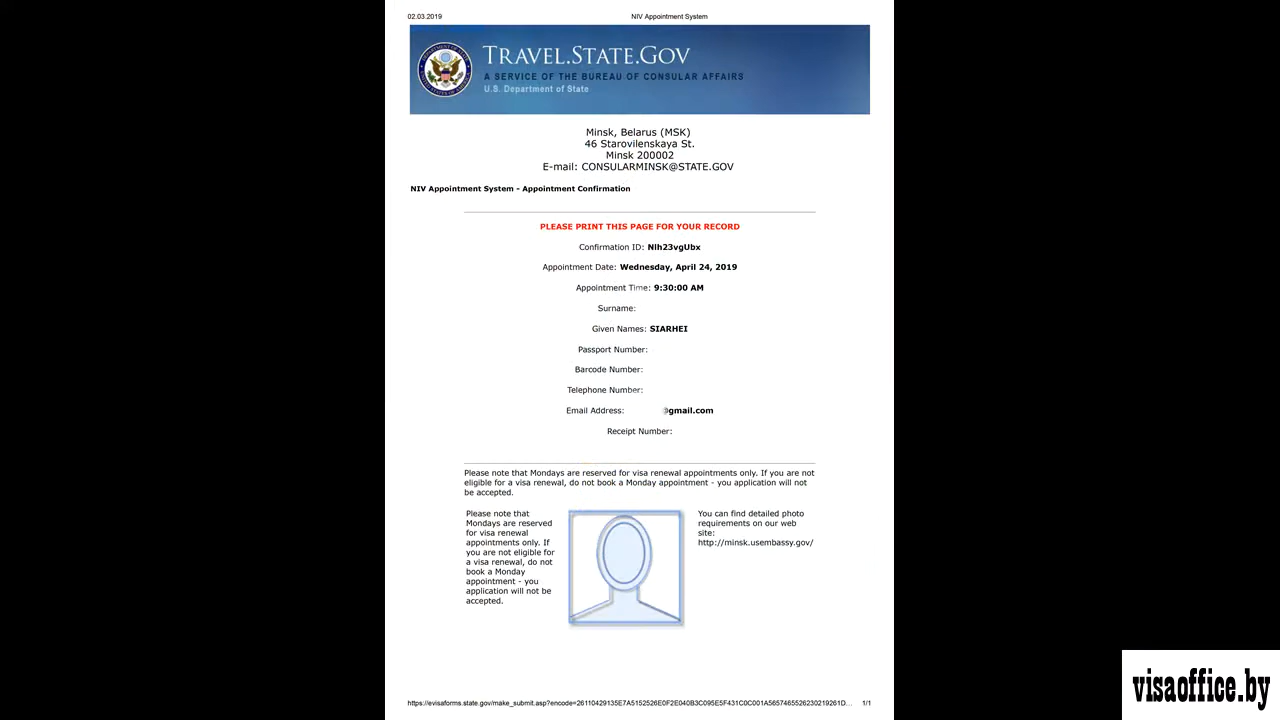 02.03.2019
NIV Appointment System
TRAVEL.STATE.GOV
A SERVICE OF THE BUREAU OF CONSULAR AFFAIRS
U.S. Department of State
Minsk, Belarus (MSK)
46 Starovilenskaya St.
Minsk 200002
E-mail: CONSULARMINSK@STATE.GOV
NIV Appointment System - Appointment Confirmation
PLEASE PRINT THIS PAGE FOR YOUR RECORD
Confirmation ID: Nlh23vgUbx
Appointment Date: Wednesday, April 24, 2019
Appointment Time: 9:30:00 AM
Surname:
Given Names: SIARHEI
Passport Number:
Barcode Number:
Telephone Number:
Email Address: @gmail.com
Receipt Number:
Please note that Mondays are reserved for visa renewal appointments only. If you are not
eligible for a visa renewal, do not book a Monday appointment - you application will not
be accepted.
Please note that
Mondays are reserved
for visa renewal
appointments only. If
you are not eligible for
a visa renewal, do not
book a Monday
appointment - you
application will not be
accepted.
You can find detailed photo
requirements on our web
site:
http://minsk.usembassy.gov/
https://evisaforms.state.gov/make_submit.asp?encode=26110429135E7A5152526E0F2E040B3C095E5F431C0C001A5657465526230219261D...
1/1
visaoffice.by